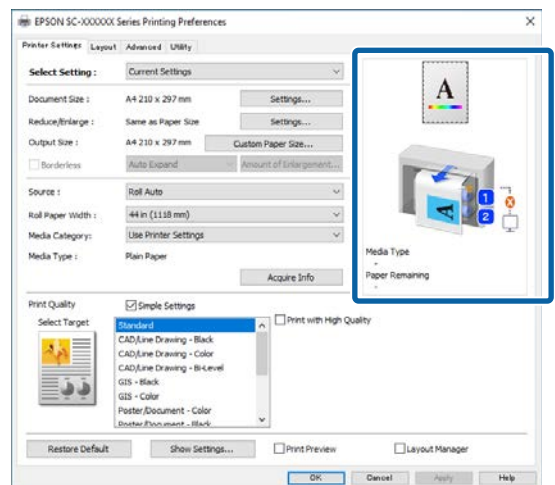 EPSON SC-XXXXXX Series Printing Preferences
Printer Settings Layout Advanced Utility
Select Setting : Current Settings
Document Size : A4 210 x 297 mm Settings...
Reduce/Enlarge : Same as Paper Size Settings...
Output Size : A4 210 x 297 mm Custom Paper Size...
Borderless Auto Expand Amount of Enlargement...
Source : Roll Auto
Roll Paper Width : 44 in (1118 mm)
Media Category: Use Printer Settings
Media Type : Plain Paper
Acquire Info
A
A
1
2
Media Type
-
Paper Remaining
-
Print Quality Simple Settings
Select Target
Standard
CAD/Line Drawing - Black
CAD/Line Drawing - Color
CAD/Line Drawing - Bi-Level
GIS - Black
GIS - Color
Poster/Document - Color
Poster/Document - Black
Print with High Quality
Restore Default Show Settings... Print Preview Layout Manager
OK Cancel Apply Help